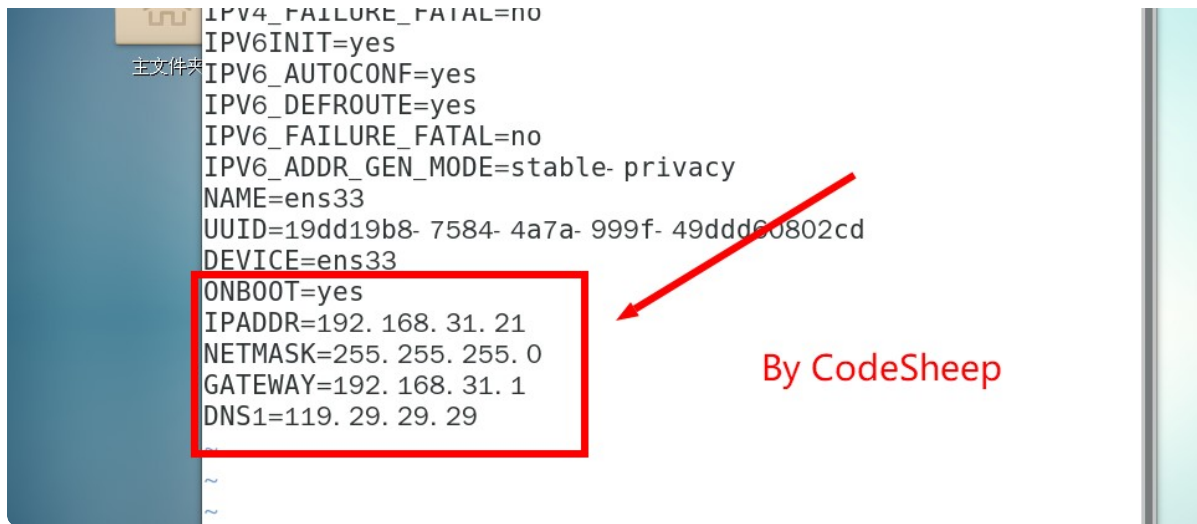 IPV4_FAILURE_FATAL=no
IPV6INIT=yes
主文件夹
IPV6_AUTOCONF=yes
IPV6_DEFROUTE=yes
IPV6_FAILURE_FATAL=no
IPV6_ADDR_GEN_MODE=stable-privacy
NAME=ens33
UUID=19dd19b8-7584-4a7a-999f-49ddd60802cd
DEVICE=ens33
ONBOOT=yes
IPADDR=192.168.31.21
NETMASK=255.255.255.0
GATEWAY=192.168.31.1
DNS1=119.29.29.29
By CodeSheep
~
~
~